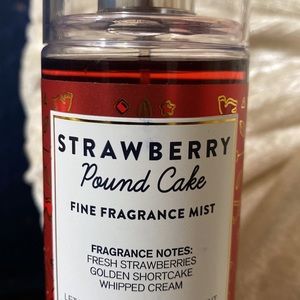 STRAWBERRY
Pound Cake
FINE FRAGRANCE MIST
FRAGRANCE NOTES:
FRESH STRAWBERRIES
GOLDEN SHORTCAKE
WHIPPED CREAM